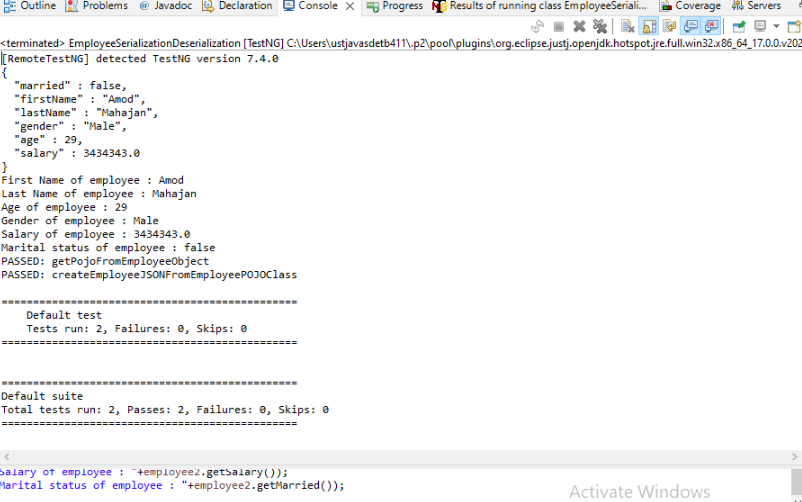 Outline Problems @ Javadoc Declaration Console Progress Results of running class EmployeeSeriali... Coverage Servers
<terminated> EmployeeSerializationDeserialization [TestNG] C:\Users\ustjavasdetb411\.p2\pool\plugins\org.eclipse.justj.openjdk.hotspot.jre.full.win32.x86_64_17.0.0.v202
[RemoteTestNG] detected TestNG version 7.4.0
{
  "married" : false,
  "firstName" : "Amod",
  "lastName" : "Mahajan",
  "gender" : "Male",
  "age" : 29,
  "salary" : 3434343.0
}
First Name of employee : Amod
Last Name of employee : Mahajan
Age of employee : 29
Gender of employee : Male
Salary of employee : 3434343.0
Marital status of employee : false
PASSED: getPojoFromEmployeeObject
PASSED: createEmployeeJSONFromEmployeePOJOClass
===============================================
    Default test
    Tests run: 2, Failures: 0, Skips: 0
===============================================
===============================================
Default suite
Total tests run: 2, Passes: 2, Failures: 0, Skips: 0
===============================================
Salary of employee : "+employee2.getSalary());
Marital status of employee : "+employee2.getMarried());
Activate Windows